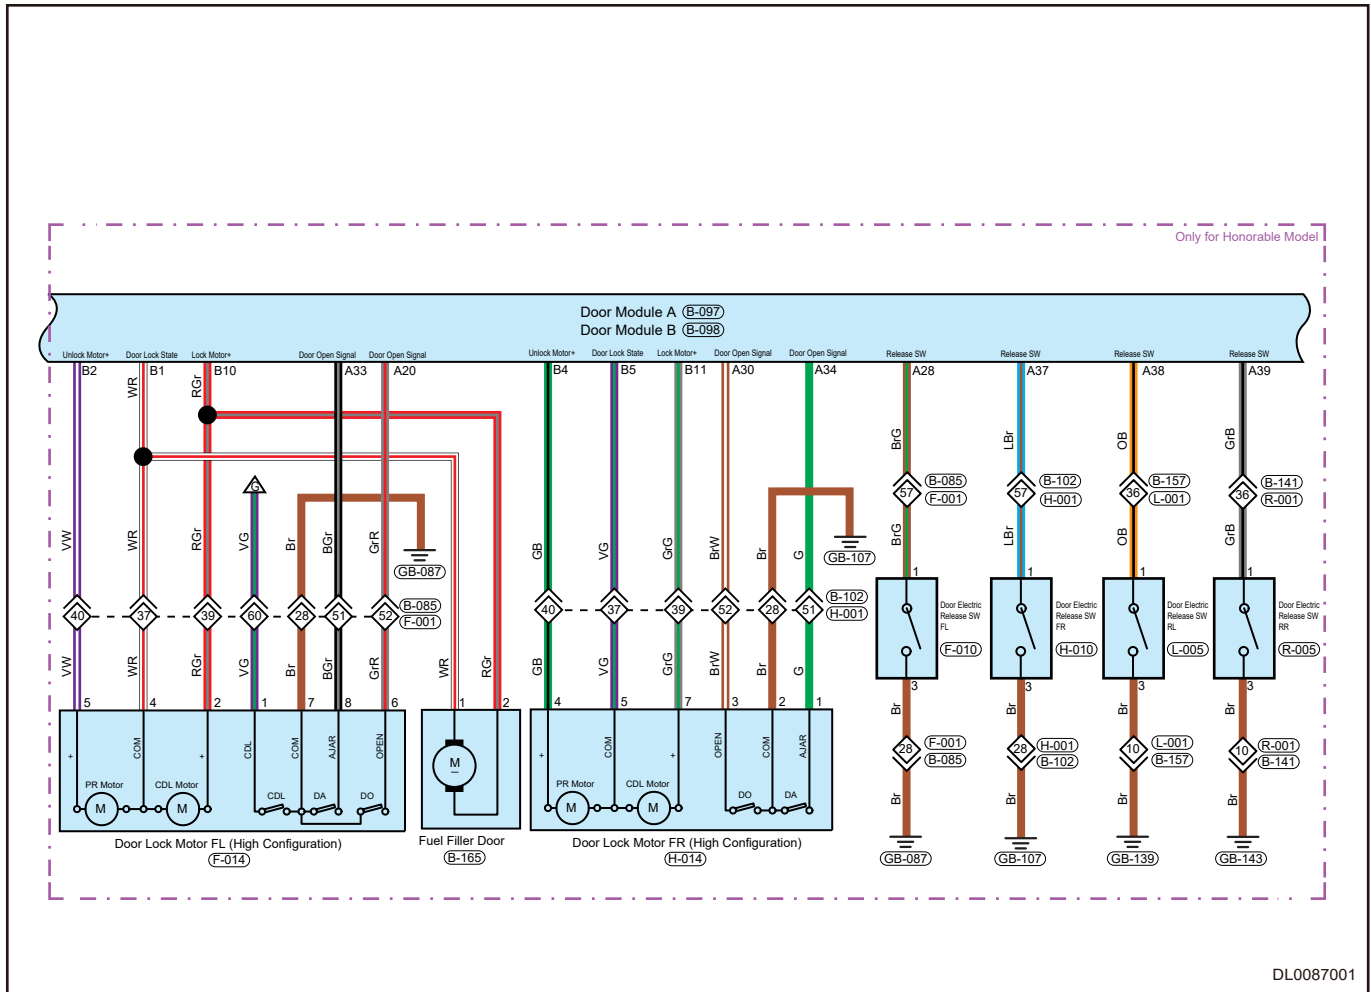 Only for Honorable Model
Door Module A B-097
Door Module B B-098
Unlock Motor+ Door Lock State Lock Motor+ Door Open Signal Door Open Signal Unlock Motor+ Door Lock State Lock Motor+ Door Open Signal Door Open Signal Release SW Release SW Release SW Release SW
B2 B1 B10 A33 A20 B4 B5 B11 A30 A34 A28 A37 A38 A39
WR RGr
BrG LBr OB GrB
57 B-085 F-001 57 B-102 H-001 36 B-157 L-001 36 B-141 R-001
G
VW WR RGr VG Br BGr GrR GB VG GrG BrW Br G BrG LBr OB GrB
GB-087 GB-107
40 37 39 60 28 51 52 B-085 F-001 40 37 39 52 28 51 B-102 H-001
1 1 1 1
Door Electric Release SW FL F-010
Door Electric Release SW FR H-010
Door Electric Release SW RL L-005
Door Electric Release SW RR R-005
3 3 3 3
VW WR RGr VG Br BGr GrR WR RGr GB VG GrG BrW Br G
5 4 2 1 7 8 6 1 2 4 5 7 3 2 1
Br Br Br Br
+ COM + CDL COM AJAR OPEN M + COM + OPEN COM AJAR
28 F-001 B-085 28 H-001 B-102 10 L-001 B-157 10 R-001 B-141
PR Motor CDL Motor CDL DA DO PR Motor CDL Motor DO DA
M M M M
Br Br Br Br
Door Lock Motor FL (High Configuration)
F-014
Fuel Filler Door
B-165
Door Lock Motor FR (High Configuration)
H-014
GB-087 GB-107 GB-139 GB-143
DL0087001